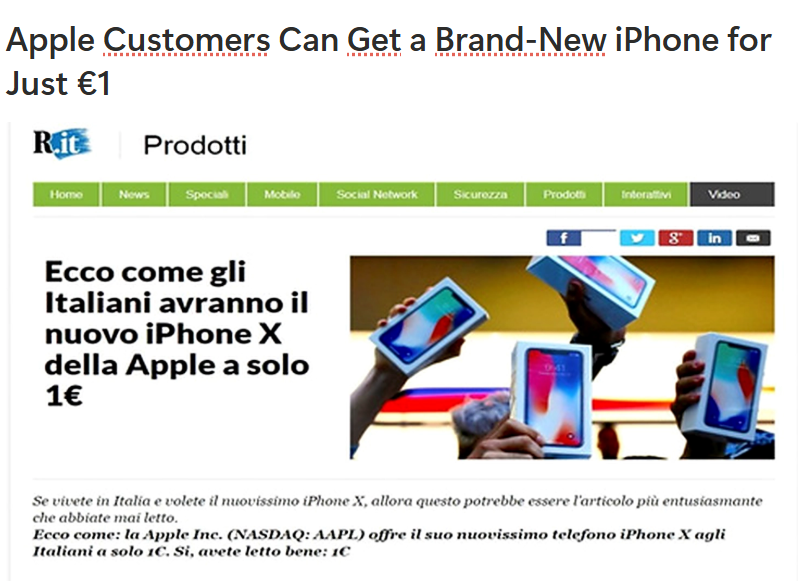 Apple Customers Can Get a Brand-New iPhone for
Just €1
R.it
Prodotti
Home News Speciali Mobile Social Network Sicurezza Prodotti Interattivi Video
f g+ in
Ecco come gli
Italiani avranno il
nuovo iPhone X
della Apple a solo
1€
9:41
Se vivete in Italia e volete il nuovissimo iPhone X, allora questo potrebbe essere l'articolo più entusiasmante
che abbiate mai letto.
Ecco come: la Apple Inc. (NASDAQ: AAPL) offre il suo nuovissimo telefono iPhone X agli
Italiani a solo 1€. Si, avete letto bene: 1€